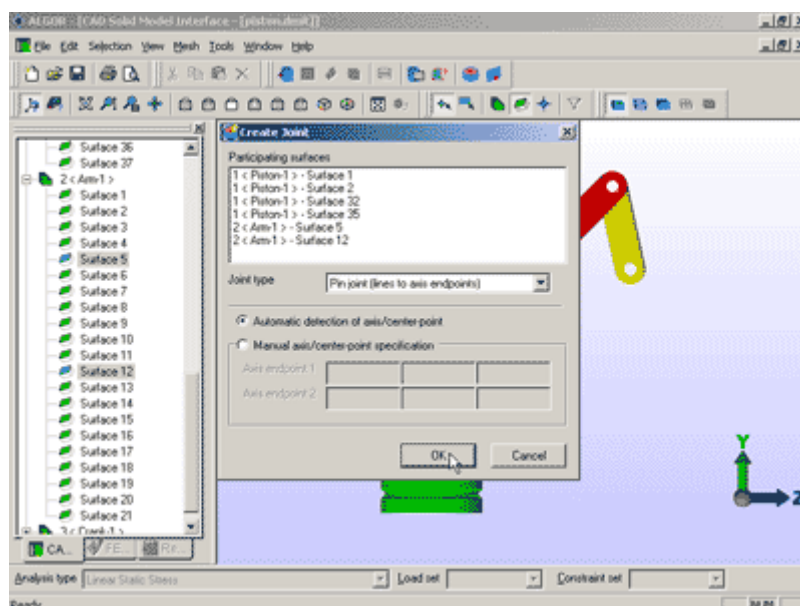 ALGOR - [CAD Solid Model Interface - [piston.dmit]]
File Edit Selection View Mesh Tools Window Help
Surface 36
Surface 37
2 < Arm-1 >
Surface 1
Surface 2
Surface 3
Surface 4
Surface 5
Surface 6
Surface 7
Surface 8
Surface 9
Surface 10
Surface 11
Surface 12
Surface 13
Surface 14
Surface 15
Surface 16
Surface 17
Surface 18
Surface 19
Surface 20
Surface 21
3 < Crank-1 >
CA...
FE...
Re...
Create Joint
Participating surfaces
1 < Piston-1 > - Surface 1
1 < Piston-1 > - Surface 2
1 < Piston-1 > - Surface 32
1 < Piston-1 > - Surface 35
2 < Arm-1 > - Surface 5
2 < Arm-1 > - Surface 12
Joint type
Pin joint (lines to axis endpoints)
Automatic detection of axis/center-point
Manual axis/center-point specification
Axis endpoint 1
Axis endpoint 2
OK
Cancel
Y
Z
Analysis type Linear Static Stress Load set Constraint set
Ready NUM